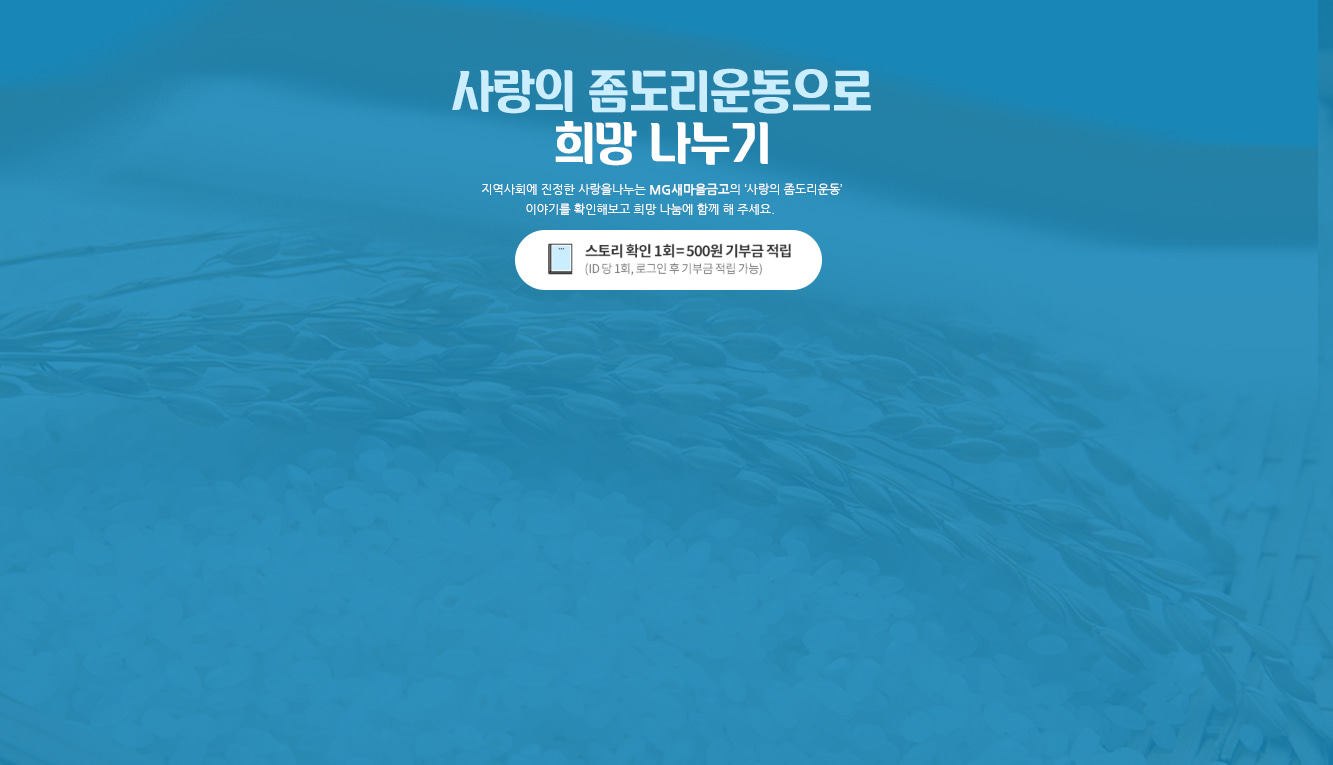 사랑의 좀도리운동으로
희망 나누기
지역사회에 진정한 사랑을나누는 MG새마을금고의 ‘사랑의 좀도리운동’
이야기를 확인해보고 희망 나눔에 함께 해 주세요.
스토리 확인 1회= 500원 기부금 적립
(ID 당 1회, 로그인 후 기부금 적립 가능)